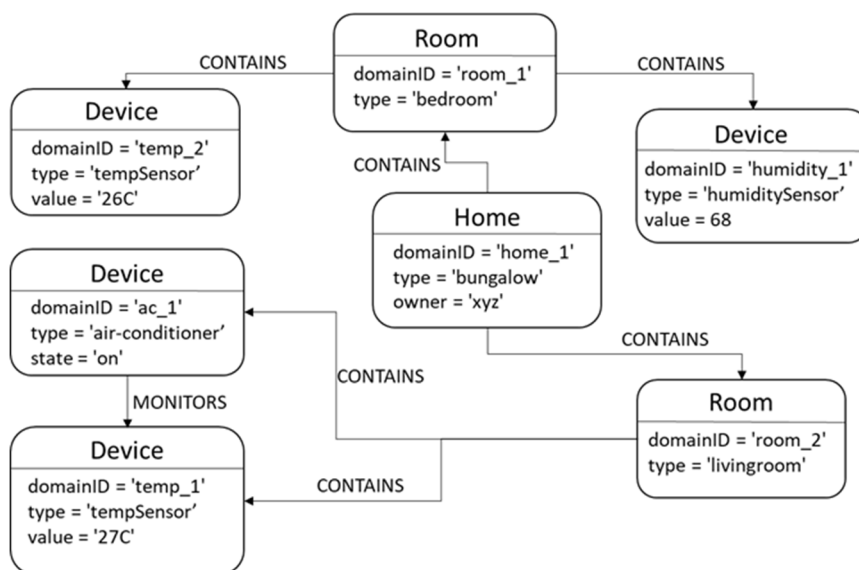 Room
domainID = 'room_1'
type = 'bedroom'
CONTAINS
CONTAINS
Device
domainID = 'temp_2'
type = 'tempSensor’
value = '26C'
Device
domainID = 'humidity_1'
type = 'humiditySensor’
value = 68
CONTAINS
Home
domainID = 'home_1'
type = 'bungalow'
owner = 'xyz'
Device
domainID = 'ac_1'
type = 'air-conditioner’
state = 'on'
CONTAINS
CONTAINS
MONITORS
Room
domainID = 'room_2'
type = 'livingroom'
Device
domainID = 'temp_1'
type = 'tempSensor’
value = '27C'
CONTAINS